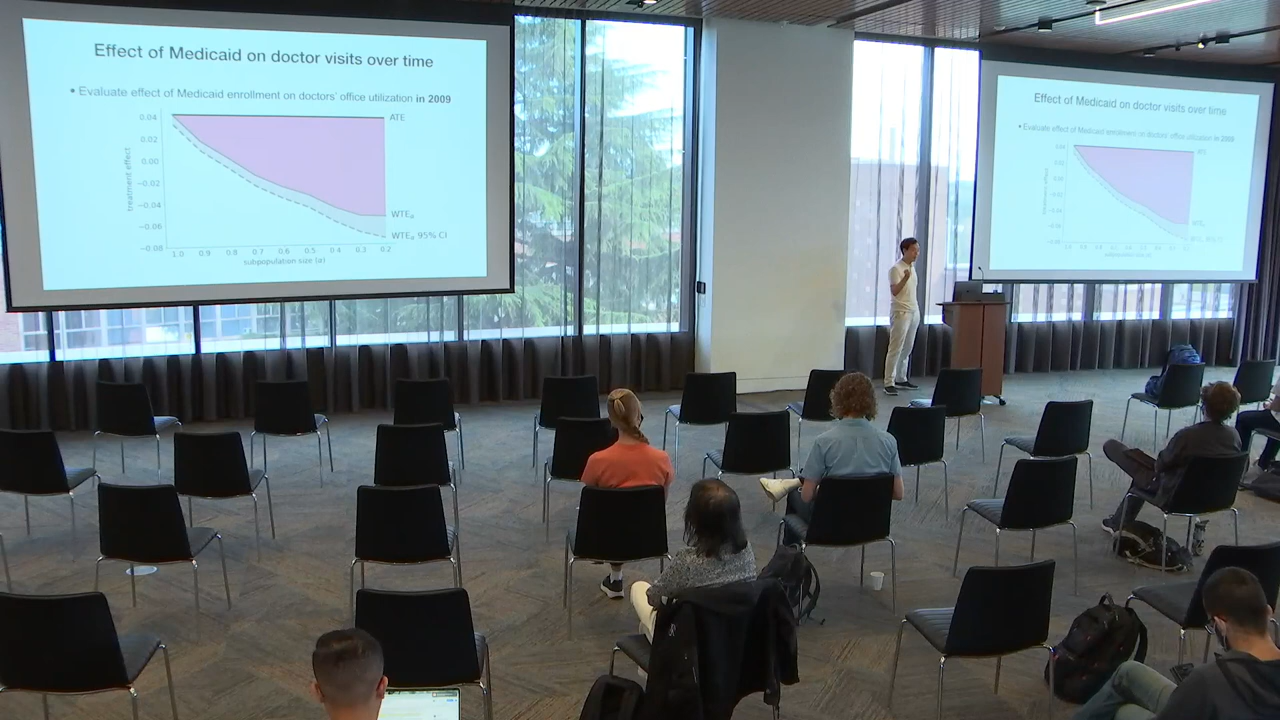 Effect of Medicaid on doctor visits over time
• Evaluate effect of Medicaid enrollment on doctors' office utilization in 2009
0.04
ATE
0.02
0.00
−0.02
−0.04
WTEα
−0.06
WTEα 95% CI
−0.08
treatment effect
1.0 0.9 0.8 0.7 0.6 0.5 0.4 0.3 0.2
subpopulation size (α)
Effect of Medicaid on doctor visits over time
• Evaluate effect of Medicaid enrollment on doctors' office utilization in 2009